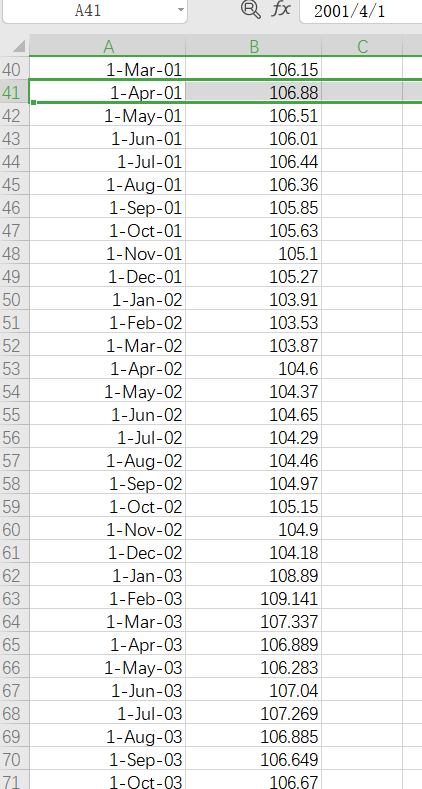 A41 fx 2001/4/1
A B C
40 1-Mar-01 106.15
41 1-Apr-01 106.88
42 1-May-01 106.51
43 1-Jun-01 106.01
44 1-Jul-01 106.44
45 1-Aug-01 106.36
46 1-Sep-01 105.85
47 1-Oct-01 105.63
48 1-Nov-01 105.1
49 1-Dec-01 105.27
50 1-Jan-02 103.91
51 1-Feb-02 103.53
52 1-Mar-02 103.87
53 1-Apr-02 104.6
54 1-May-02 104.37
55 1-Jun-02 104.65
56 1-Jul-02 104.29
57 1-Aug-02 104.46
58 1-Sep-02 104.97
59 1-Oct-02 105.15
60 1-Nov-02 104.9
61 1-Dec-02 104.18
62 1-Jan-03 108.89
63 1-Feb-03 109.141
64 1-Mar-03 107.337
65 1-Apr-03 106.889
66 1-May-03 106.283
67 1-Jun-03 107.04
68 1-Jul-03 107.269
69 1-Aug-03 106.885
70 1-Sep-03 106.649
71 1-Oct-03 106.67